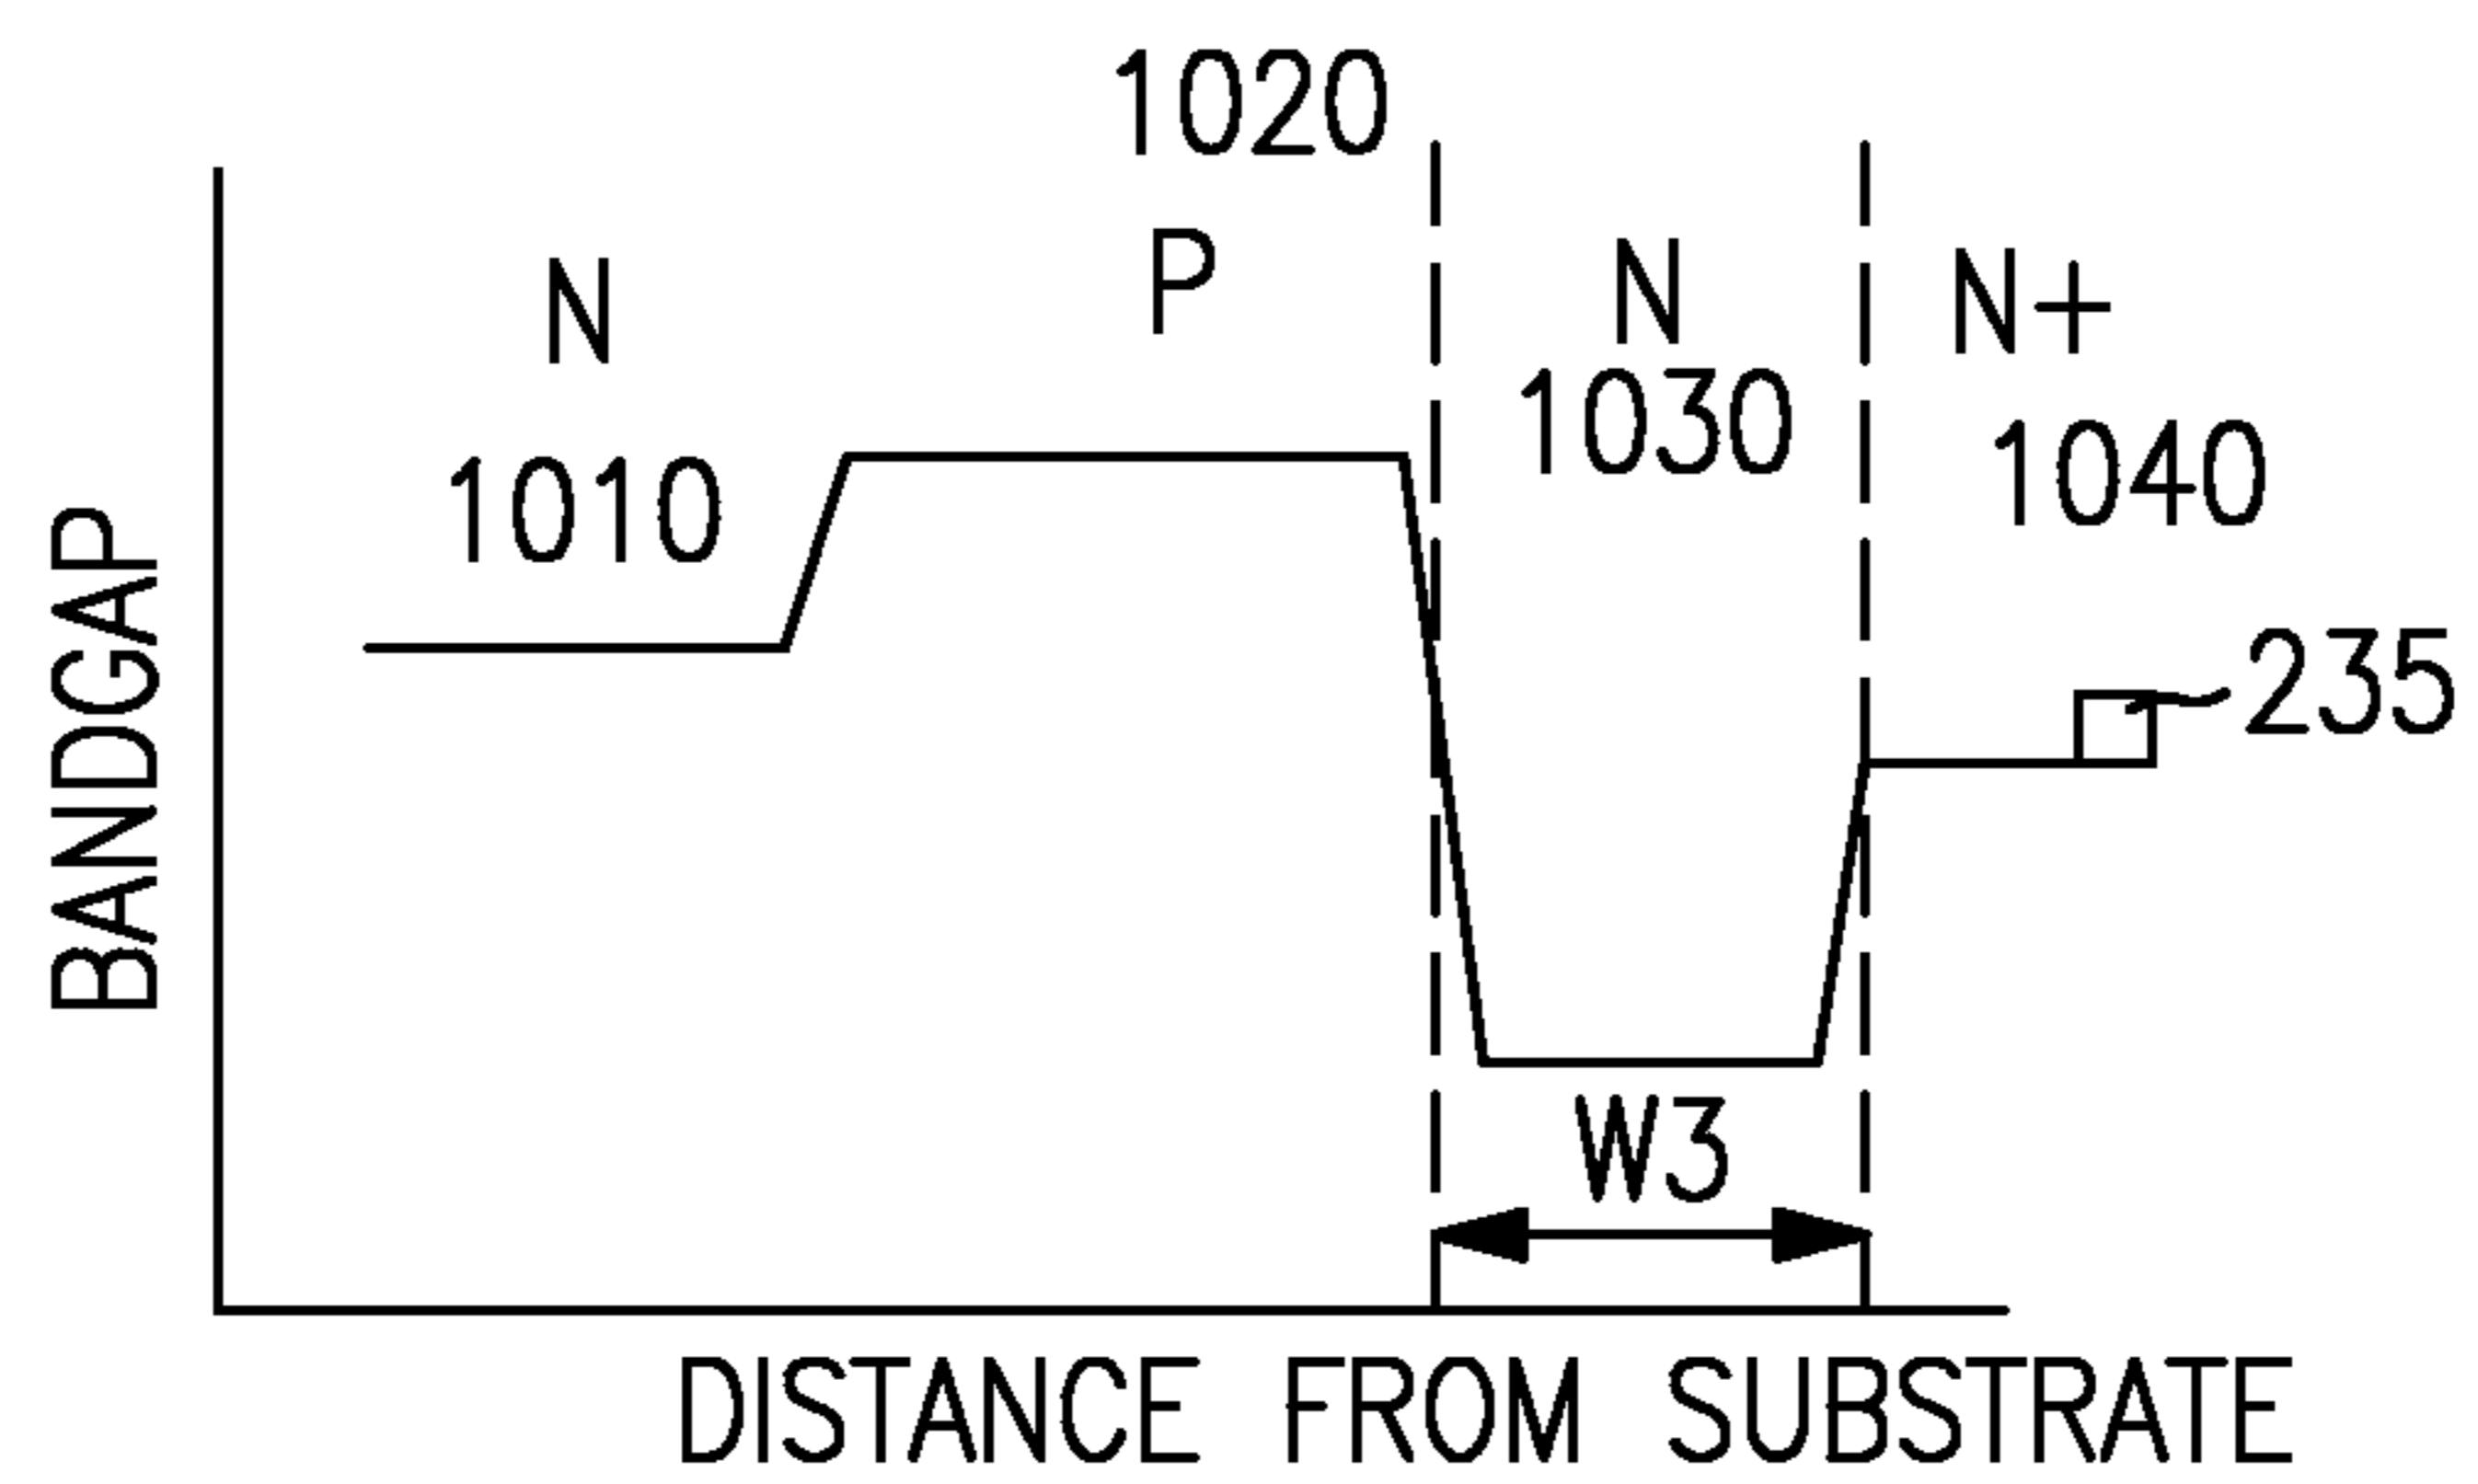 1020
N
P
N
N+
1010
1030
1040
BANDGAP
235
W3
DISTANCE FROM SUBSTRATE